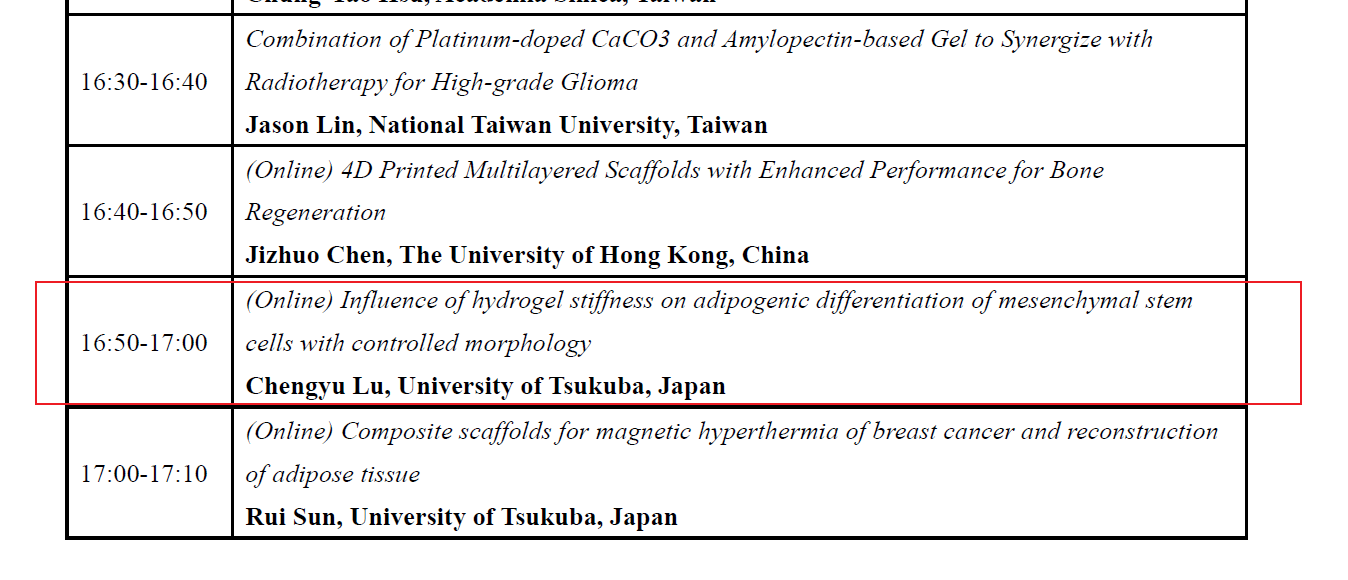 Chung-Yao Hsu, Academia Sinica, Taiwan
16:30-16:40
Combination of Platinum-doped CaCO3 and Amylopectin-based Gel to Synergize with
Radiotherapy for High-grade Glioma
Jason Lin, National Taiwan University, Taiwan
16:40-16:50
(Online) 4D Printed Multilayered Scaffolds with Enhanced Performance for Bone
Regeneration
Jizhuo Chen, The University of Hong Kong, China
16:50-17:00
(Online) Influence of hydrogel stiffness on adipogenic differentiation of mesenchymal stem
cells with controlled morphology
Chengyu Lu, University of Tsukuba, Japan
17:00-17:10
(Online) Composite scaffolds for magnetic hyperthermia of breast cancer and reconstruction
of adipose tissue
Rui Sun, University of Tsukuba, Japan